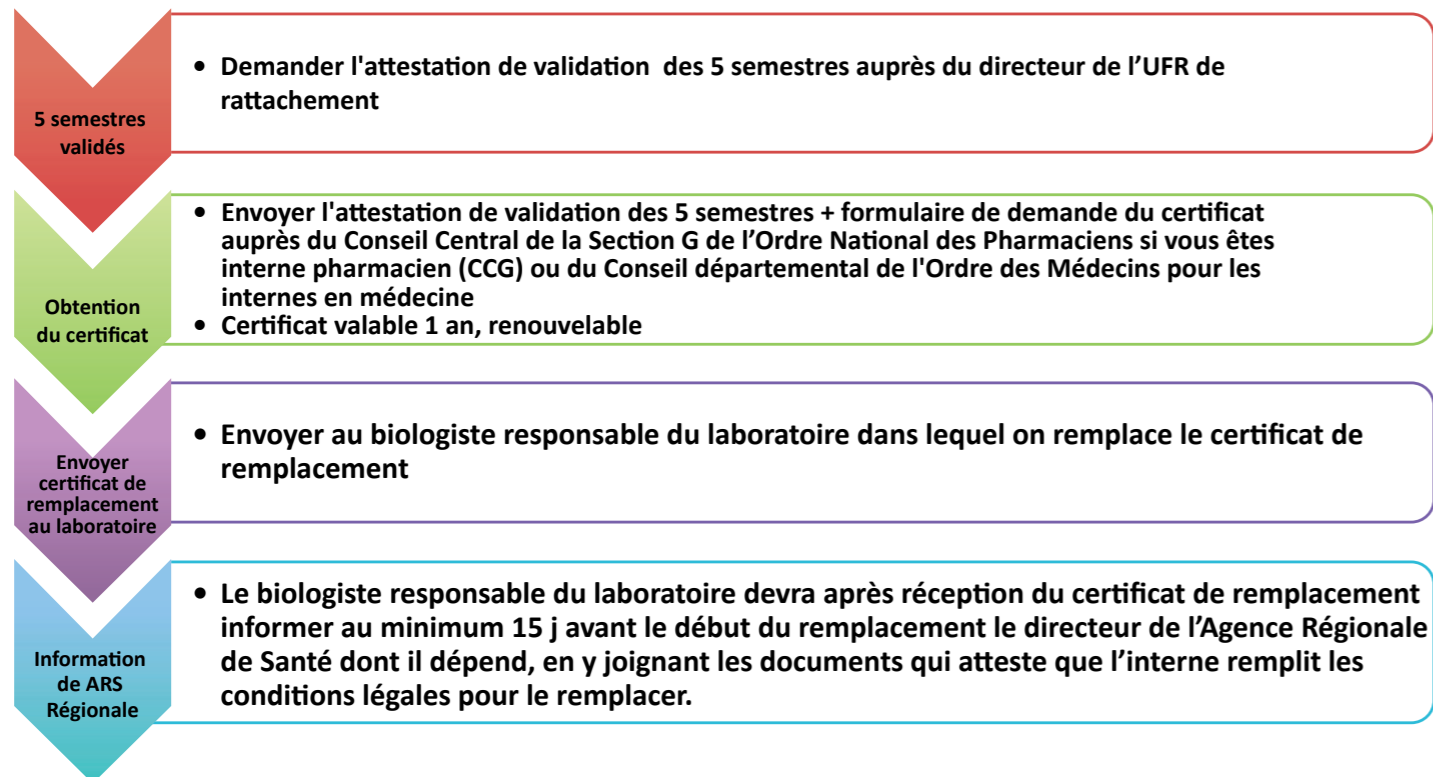 5 semestres
validés
• Demander l'attestation de validation  des 5 semestres auprès du directeur de l’UFR de
rattachement
Obtention
du certificat
• Envoyer l'attestation de validation des 5 semestres + formulaire de demande du certificat
auprès du Conseil Central de la Section G de l’Ordre National des Pharmaciens si vous êtes
interne pharmacien (CCG) ou du Conseil départemental de l'Ordre des Médecins pour les
internes en médecine
• Certificat valable 1 an, renouvelable
Envoyer
certificat de
remplacement
au laboratoire
• Envoyer au biologiste responsable du laboratoire dans lequel on remplace le certificat de
remplacement
Information
de ARS
Régionale
• Le biologiste responsable du laboratoire devra après réception du certificat de remplacement
informer au minimum 15 j avant le début du remplacement le directeur de l’Agence Régionale
de Santé dont il dépend, en y joignant les documents qui atteste que l’interne remplit les
conditions légales pour le remplacer.